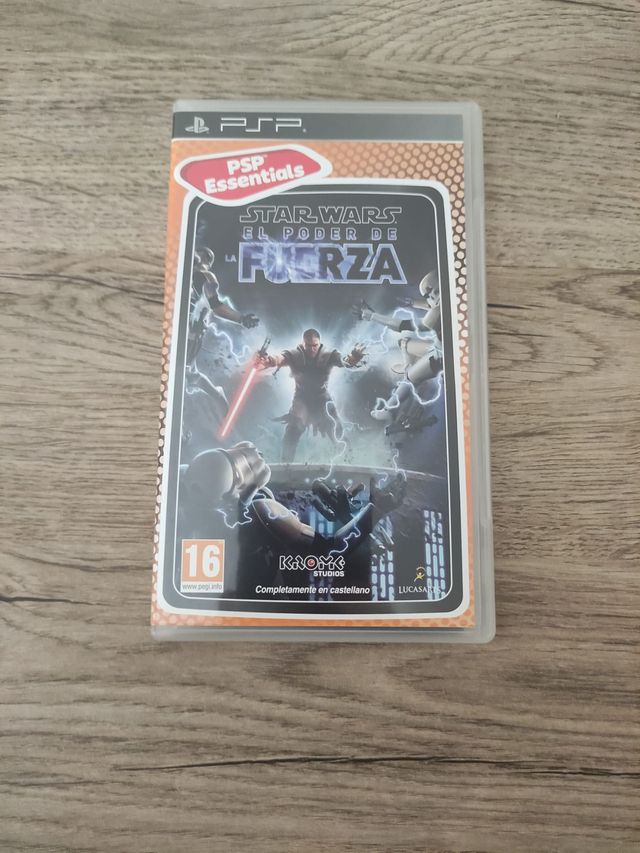 PSP
PSP Essentials
STAR WARS
EL PODER DE
LA FUERZA
16
www.pegi.info
KROME
STUDIOS
Completamente en castellano
LUCASARTS